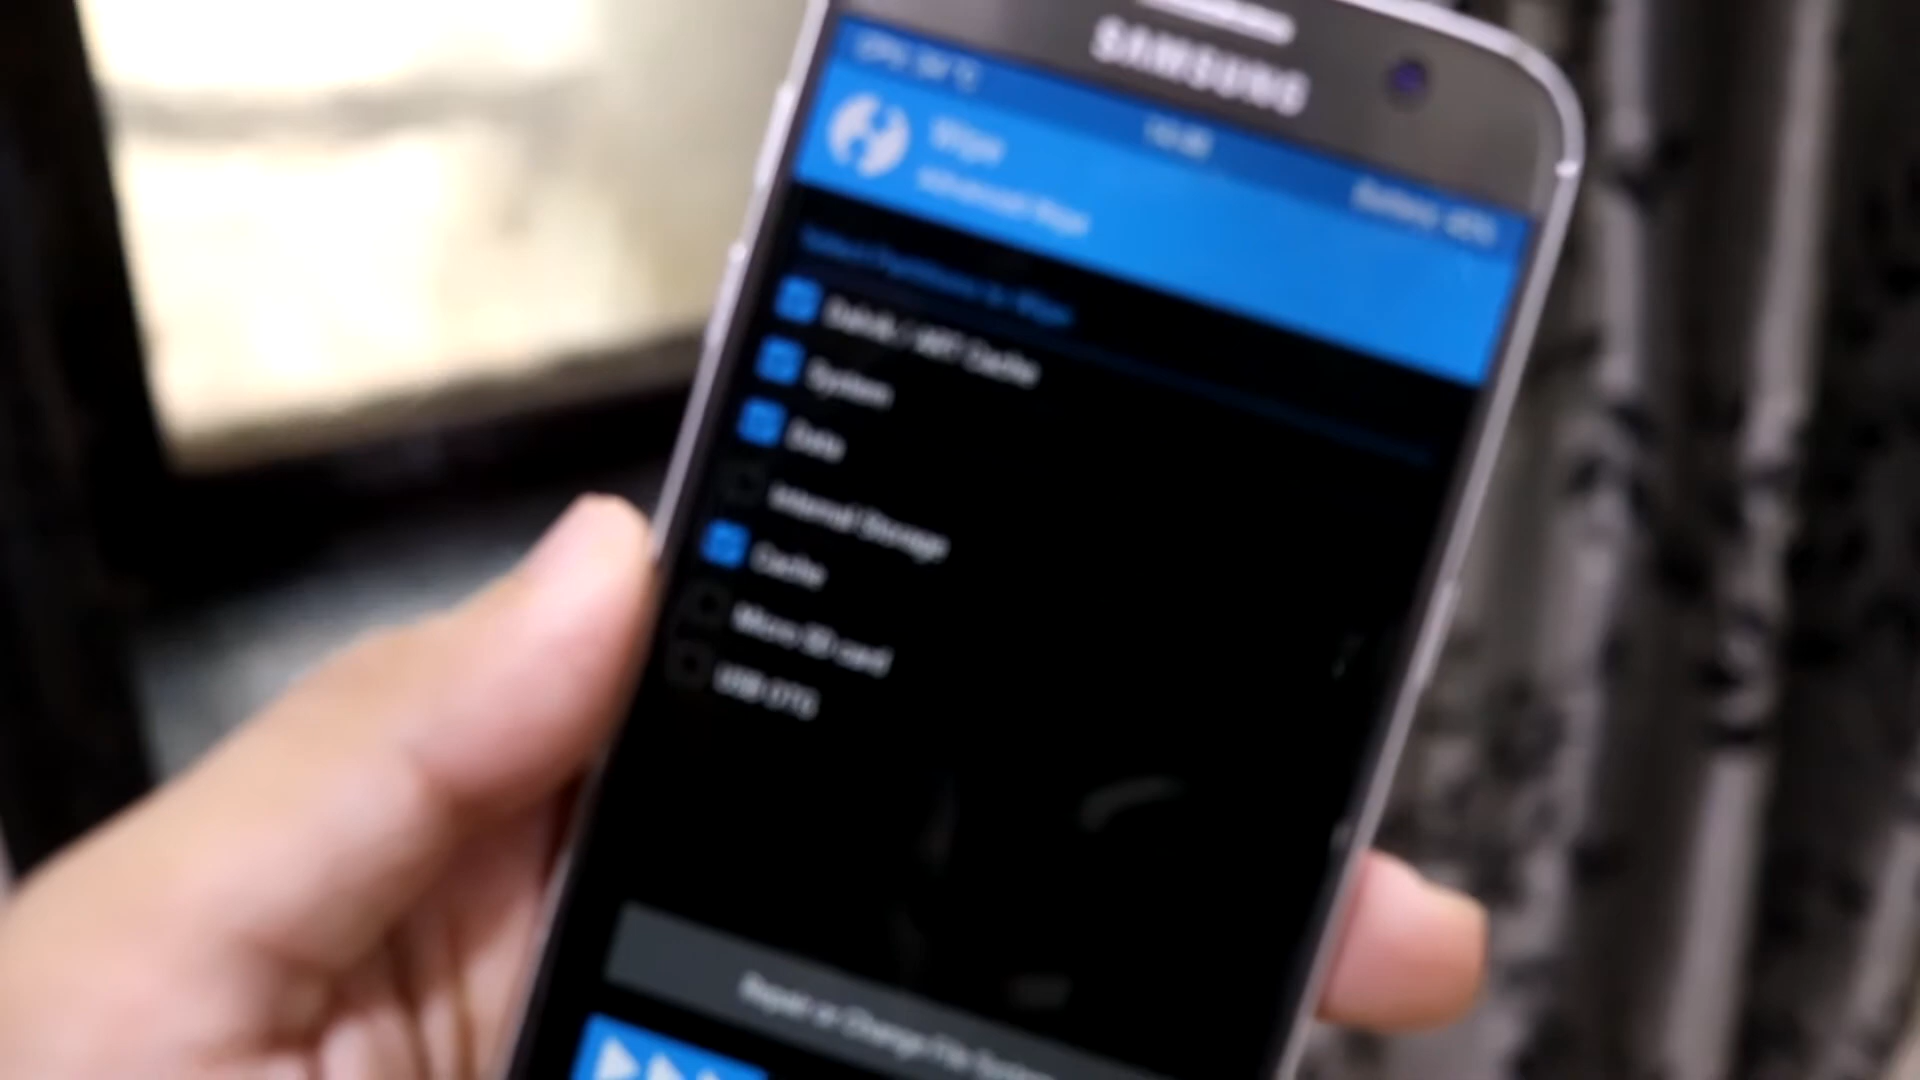 SAMSUNG
Wipe
Advanced Wipe
Select Partitions to Wipe
Dalvik / ART Cache
System
Data
Internal Storage
Cache
Micro SD card
USB OTG
Repair or Change File System